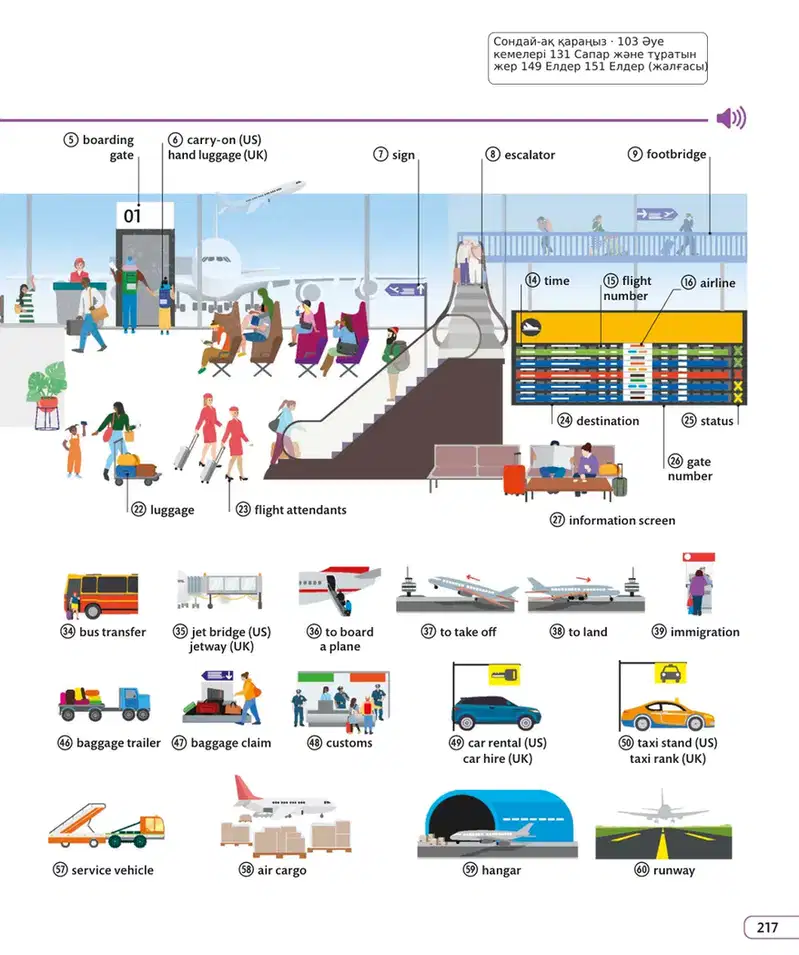 Сондай-ақ қараңыз · 103 Әуе
кемелері 131 Сапар және тұратын
жер 149 Елдер 151 Елдер (жалғасы)
5 boarding
gate
6 carry-on (US)
hand luggage (UK)
7 sign
8 escalator
9 footbridge
01
14 time
15 flight
number
16 airline
24 destination
25 status
26 gate
number
22 luggage
23 flight attendants
27 information screen
34 bus transfer
35 jet bridge (US)
jetway (UK)
36 to board
a plane
37 to take off
38 to land
39 immigration
46 baggage trailer
47 baggage claim
48 customs
49 car rental (US)
car hire (UK)
50 taxi stand (US)
taxi rank (UK)
57 service vehicle
58 air cargo
59 hangar
60 runway
217